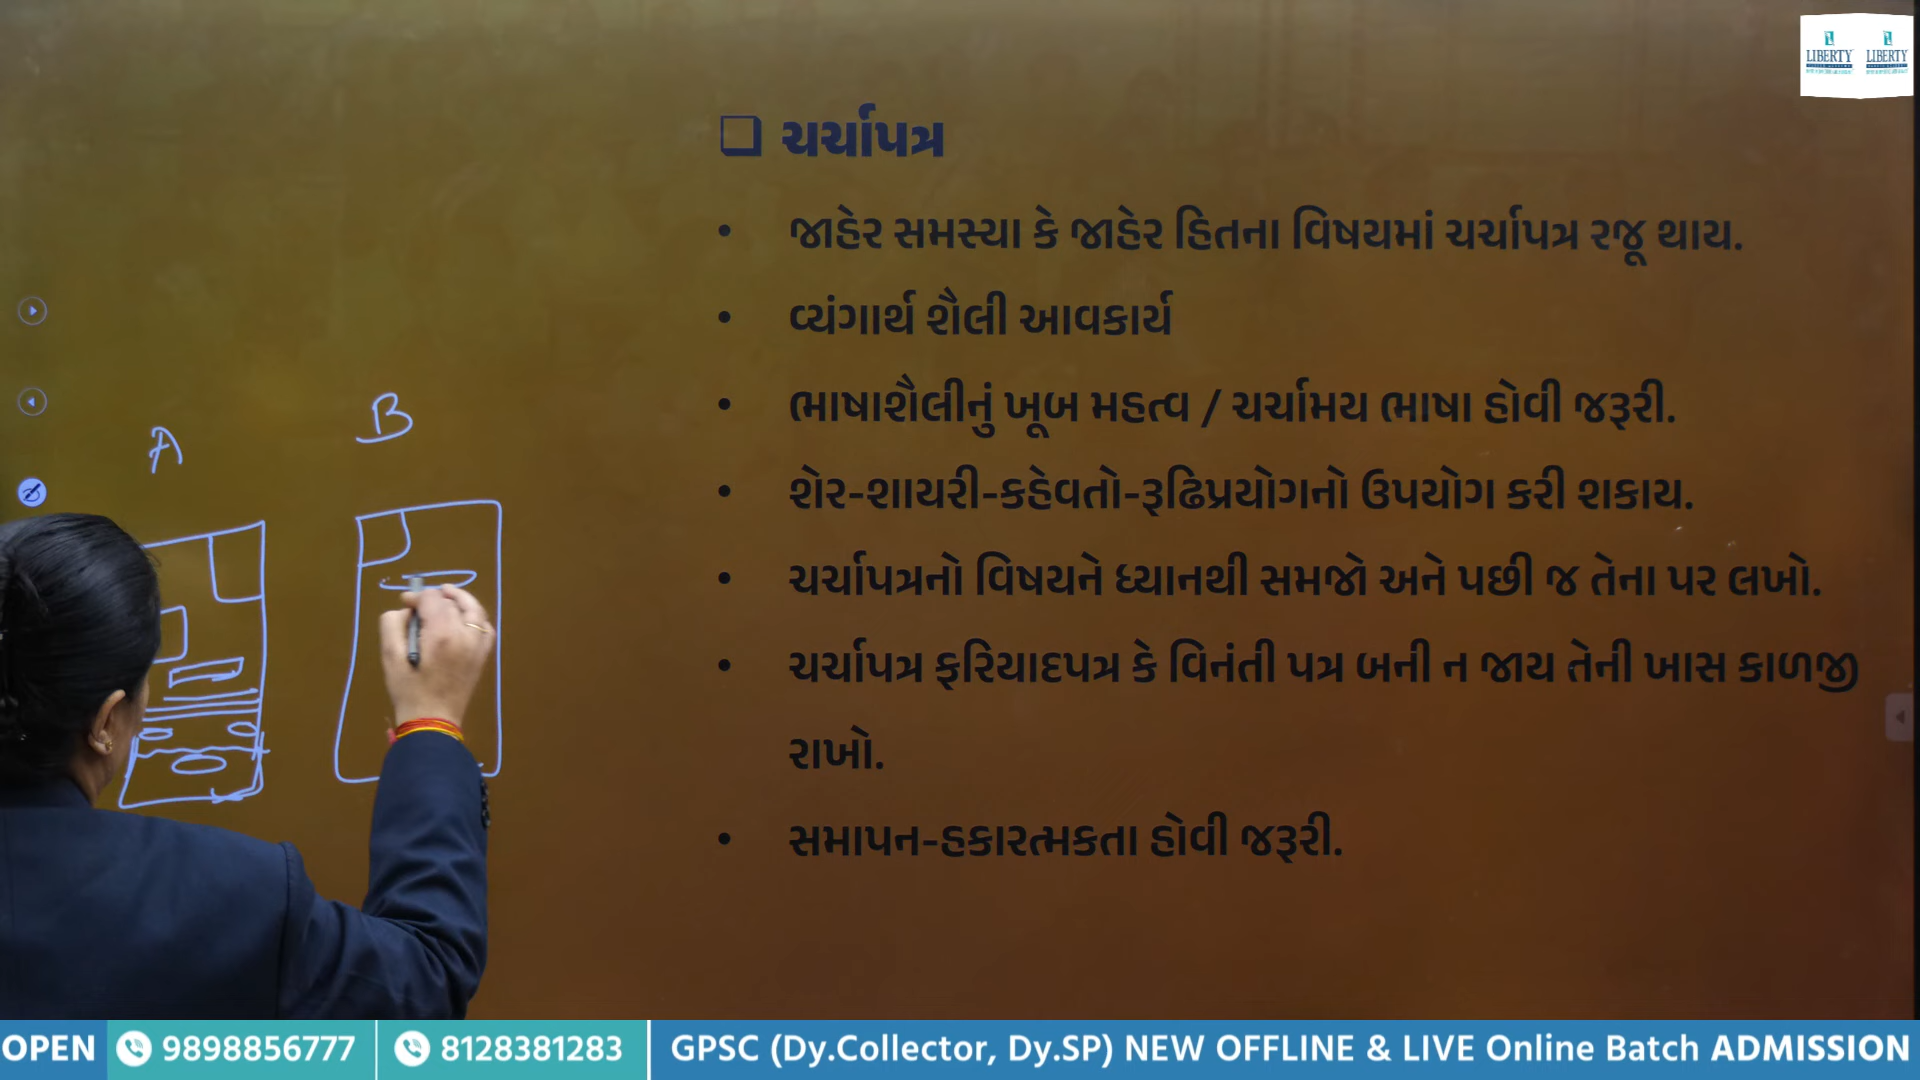 LIBERTY LIBERTY
❑ ચર્ચાપત્ર
• જાહેર સમસ્યા કે જાહેર હિતના વિષયમાં ચર્ચાપત્ર રજૂ થાય.
• વ્યંગાર્થ શૈલી આવકાર્ય
• ભાષાશૈલીનું ખૂબ મહત્વ / ચર્ચામય ભાષા હોવી જરૂરી.
• શેર-શાયરી-કહેવતો-રૂઢિપ્રયોગનો ઉપયોગ કરી શકાય.
• ચર્ચાપત્રનો વિષયને ધ્યાનથી સમજો અને પછી જ તેના પર લખો.
• ચર્ચાપત્ર ફરિયાદપત્ર કે વિનંતી પત્ર બની ન જાય તેની ખાસ કાળજી
રાખો.
• સમાપન-હકારત્મકતા હોવી જરૂરી.
A
B
OPEN 9898856777 8128381283 GPSC (Dy.Collector, Dy.SP) NEW OFFLINE & LIVE Online Batch ADMISSION